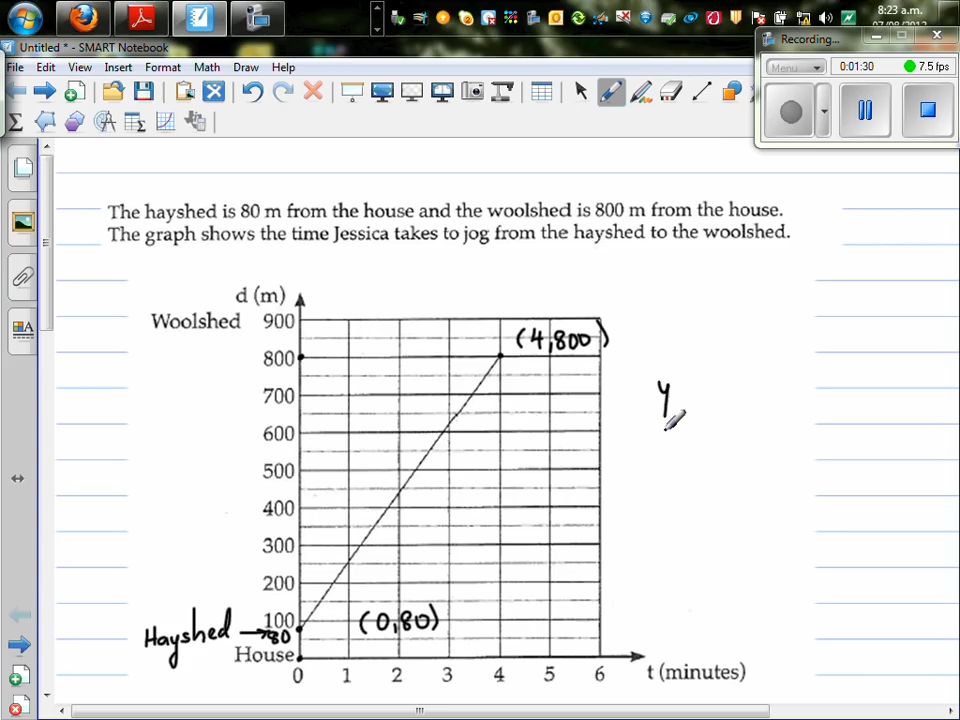 8:23 a.m.
07/08/2012
Untitled * - SMART Notebook
Recording...
File Edit View Insert Format Math Draw Help
Menu
0:01:30
7.5 fps
The hayshed is 80 m from the house and the woolshed is 800 m from the house.
The graph shows the time Jessica takes to jog from the hayshed to the woolshed.
d (m)
Woolshed 900
(4,800)
800
700
y
600
500
400
300
200
100
(0,80)
Hayshed → 80
House
0 1 2 3 4 5 6
t (minutes)